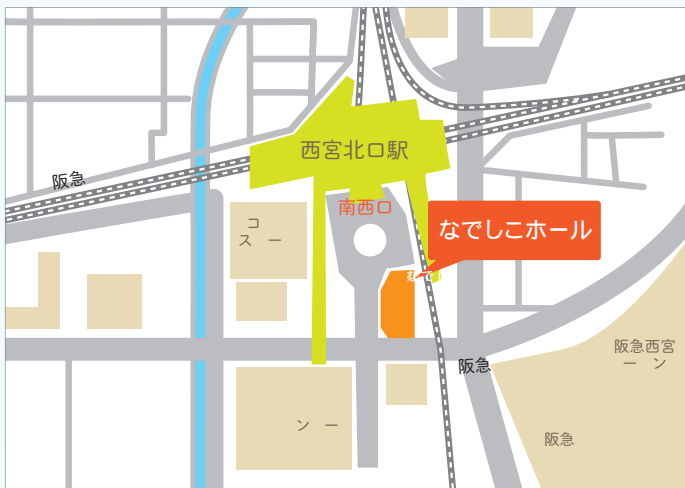 西宮北口駅
阪急
南西口
コ
ス ー
なでしこホール
阪急
阪急西宮
ー ン
ン ー
阪急